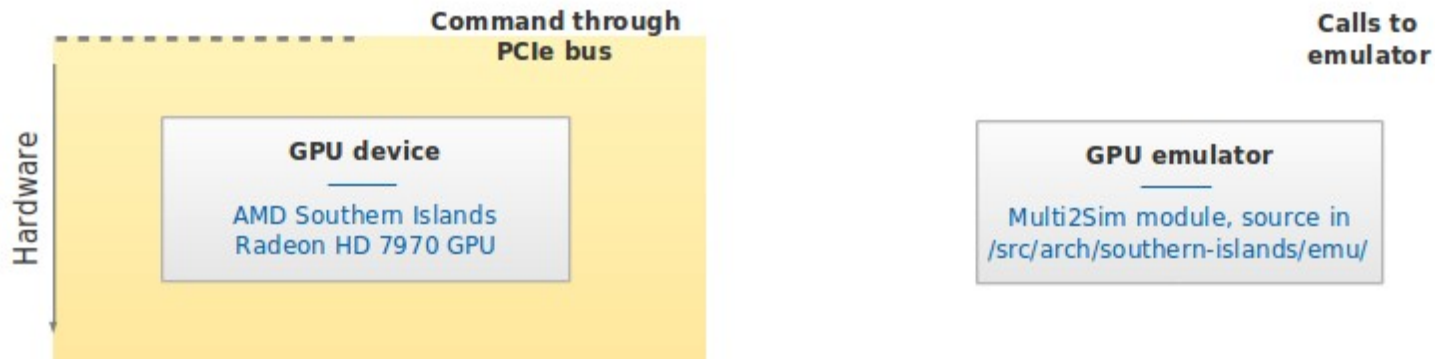 Command through
PCIe bus
Calls to
emulator
Hardware
GPU device
AMD Southern Islands
Radeon HD 7970 GPU
GPU emulator
Multi2Sim module, source in
/src/arch/southern-islands/emu/